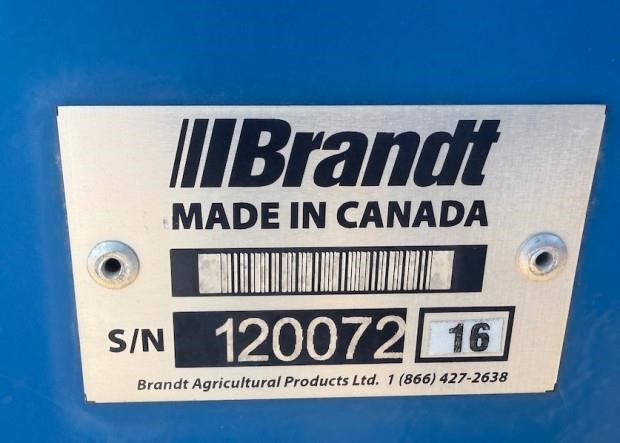 Brandt
MADE IN CANADA
S/N 120072 16
Brandt Agricultural Products Ltd. 1 (866) 427-2638